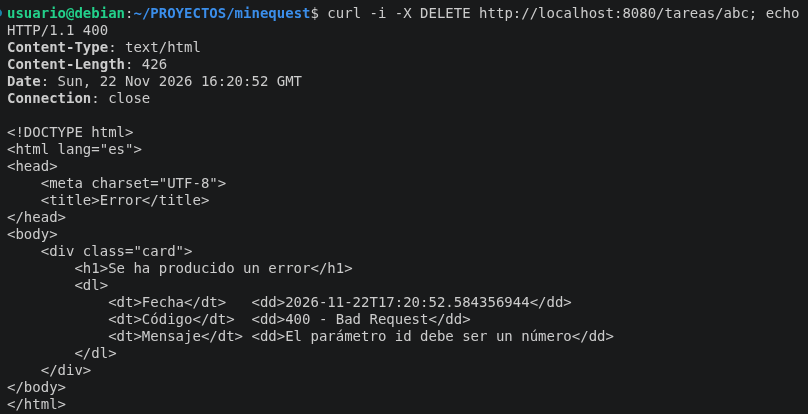 usuario@debian:~/PROYECTOS/minequest$ curl -i -X DELETE http://localhost:8080/tareas/abc; echo
HTTP/1.1 400
Content-Type: text/html
Content-Length: 426
Date: Sun, 22 Nov 2026 16:20:52 GMT
Connection: close

<!DOCTYPE html>
<html lang="es">
<head>
    <meta charset="UTF-8">
    <title>Error</title>
</head>
<body>
    <div class="card">
        <h1>Se ha producido un error</h1>
        <dl>
            <dt>Fecha</dt>   <dd>2026-11-22T17:20:52.584356944</dd>
            <dt>Código</dt>  <dd>400 - Bad Request</dd>
            <dt>Mensaje</dt> <dd>El parámetro id debe ser un número</dd>
        </dl>
    </div>
</body>
</html>